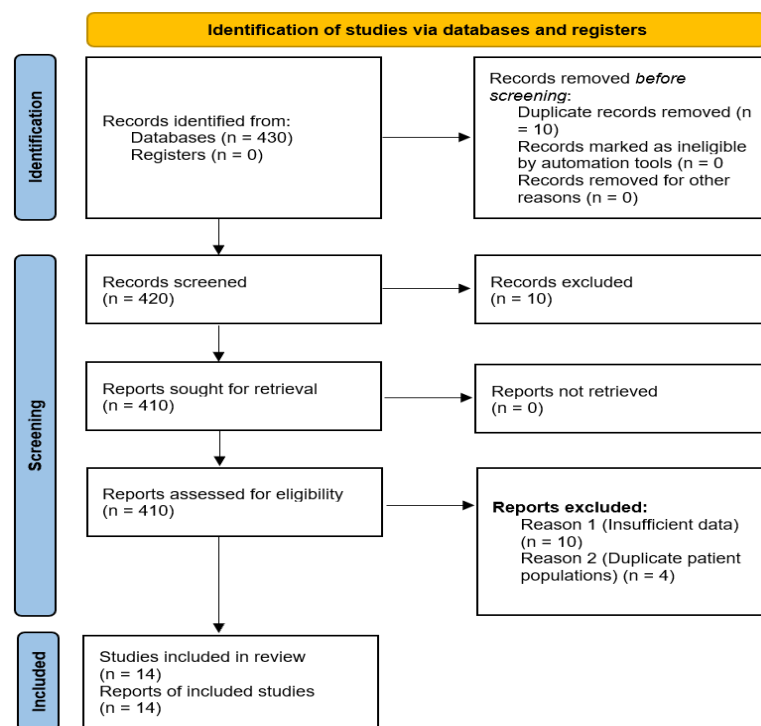 Identification of studies via databases and registers
Identification
Records identified from:
Databases (n = 430)
Registers (n = 0)
Records removed before
screening:
Duplicate records removed (n
= 10)
Records marked as ineligible
by automation tools (n = 0
Records removed for other
reasons (n = 0)
Screening
Records screened
(n = 420)
Records excluded
(n = 10)
Reports sought for retrieval
(n = 410)
Reports not retrieved
(n = 0)
Reports assessed for eligibility
(n = 410)
Reports excluded:
Reason 1 (Insufficient data)
(n = 10)
Reason 2 (Duplicate patient
populations) (n = 4)
Included
Studies included in review
(n = 14)
Reports of included studies
(n = 14)